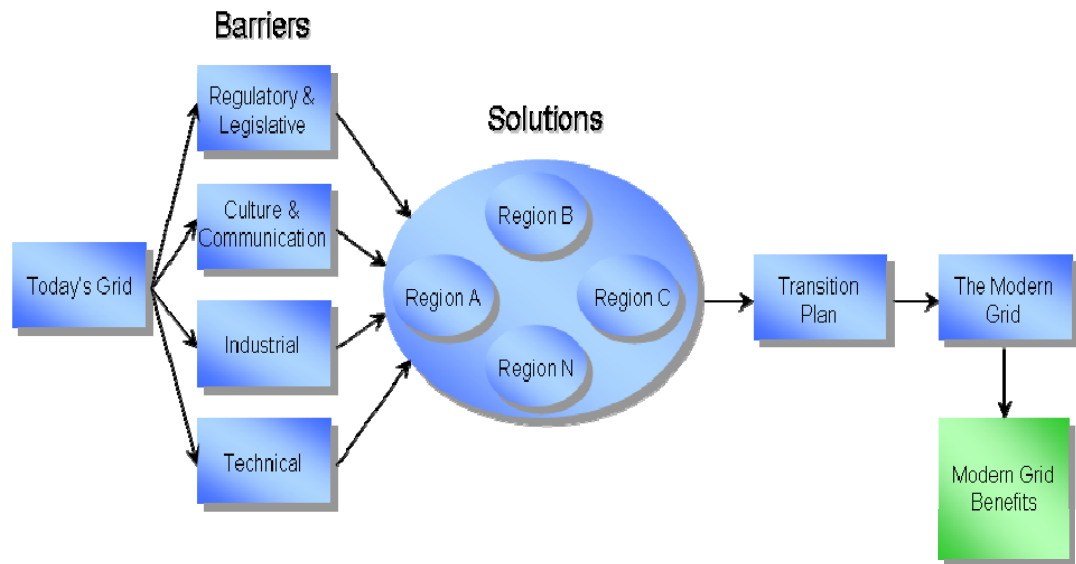 Barriers
Regulatory &
Legislative
Solutions
Culture &
Communication
Region B
Today's Grid
Region A
Region C
Transition
Plan
The Modern
Grid
Industrial
Region N
Technical
Modern Grid
Benefits